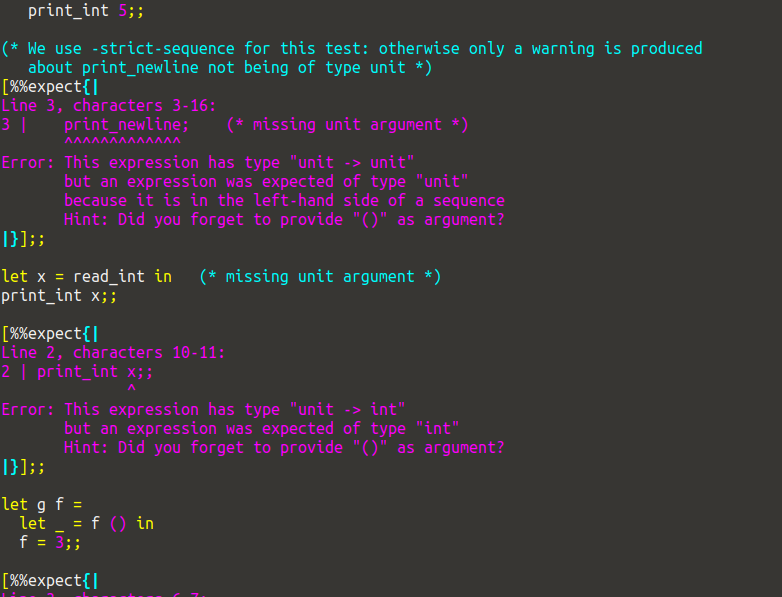 print_int 5;;
(* We use -strict-sequence for this test: otherwise only a warning is produced
about print_newline not being of type unit *)
[%%expect{|
Line 3, characters 3-16:
3 |    print_newline;    (* missing unit argument *)
^^^^^^^^^^^^^
Error: This expression has type "unit -> unit"
but an expression was expected of type "unit"
because it is in the left-hand side of a sequence
Hint: Did you forget to provide "()" as argument?
|}];;
let x = read_int in   (* missing unit argument *)
print_int x;;
[%%expect{|
Line 2, characters 10-11:
2 | print_int x;;
^
Error: This expression has type "unit -> int"
but an expression was expected of type "int"
Hint: Did you forget to provide "()" as argument?
|}];;
let g f =
let _ = f () in
f = 3;;
[%%expect{|
Line 3, characters 6-7: